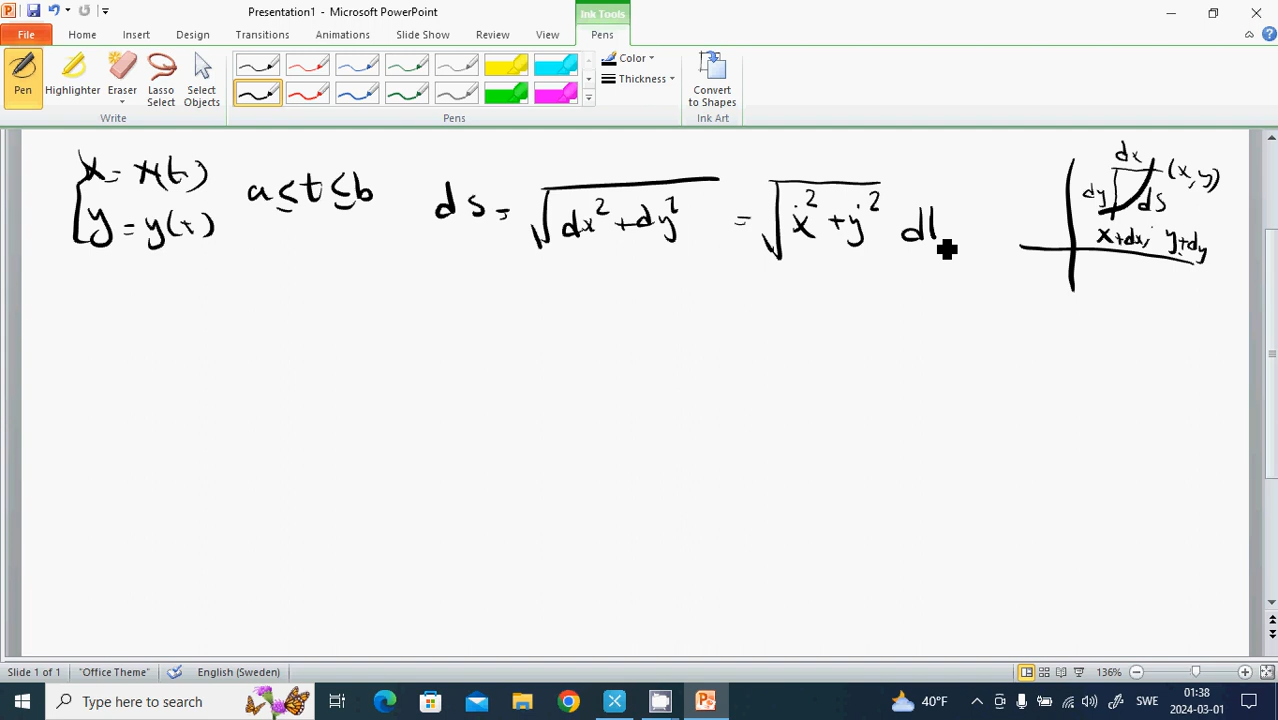 Presentation1 - Microsoft PowerPoint
Ink Tools
File Home Insert Design Transitions Animations Slide Show Review View Pens
Pen Highlighter Eraser Lasso Select Select Objects
Color
Thickness
Convert to Shapes
Write Pens Ink Art
x = x(t)
y = y(t)
a ≤ t ≤ b
ds = √(dx² + dy²) = √(ẋ² + ẏ²) dl
dx (x, y)
dy ds
x+dx, y+dy
Slide 1 of 1 "Office Theme" English (Sweden) 136%
Type here to search
40°F
SWE
01:38
2024-03-01